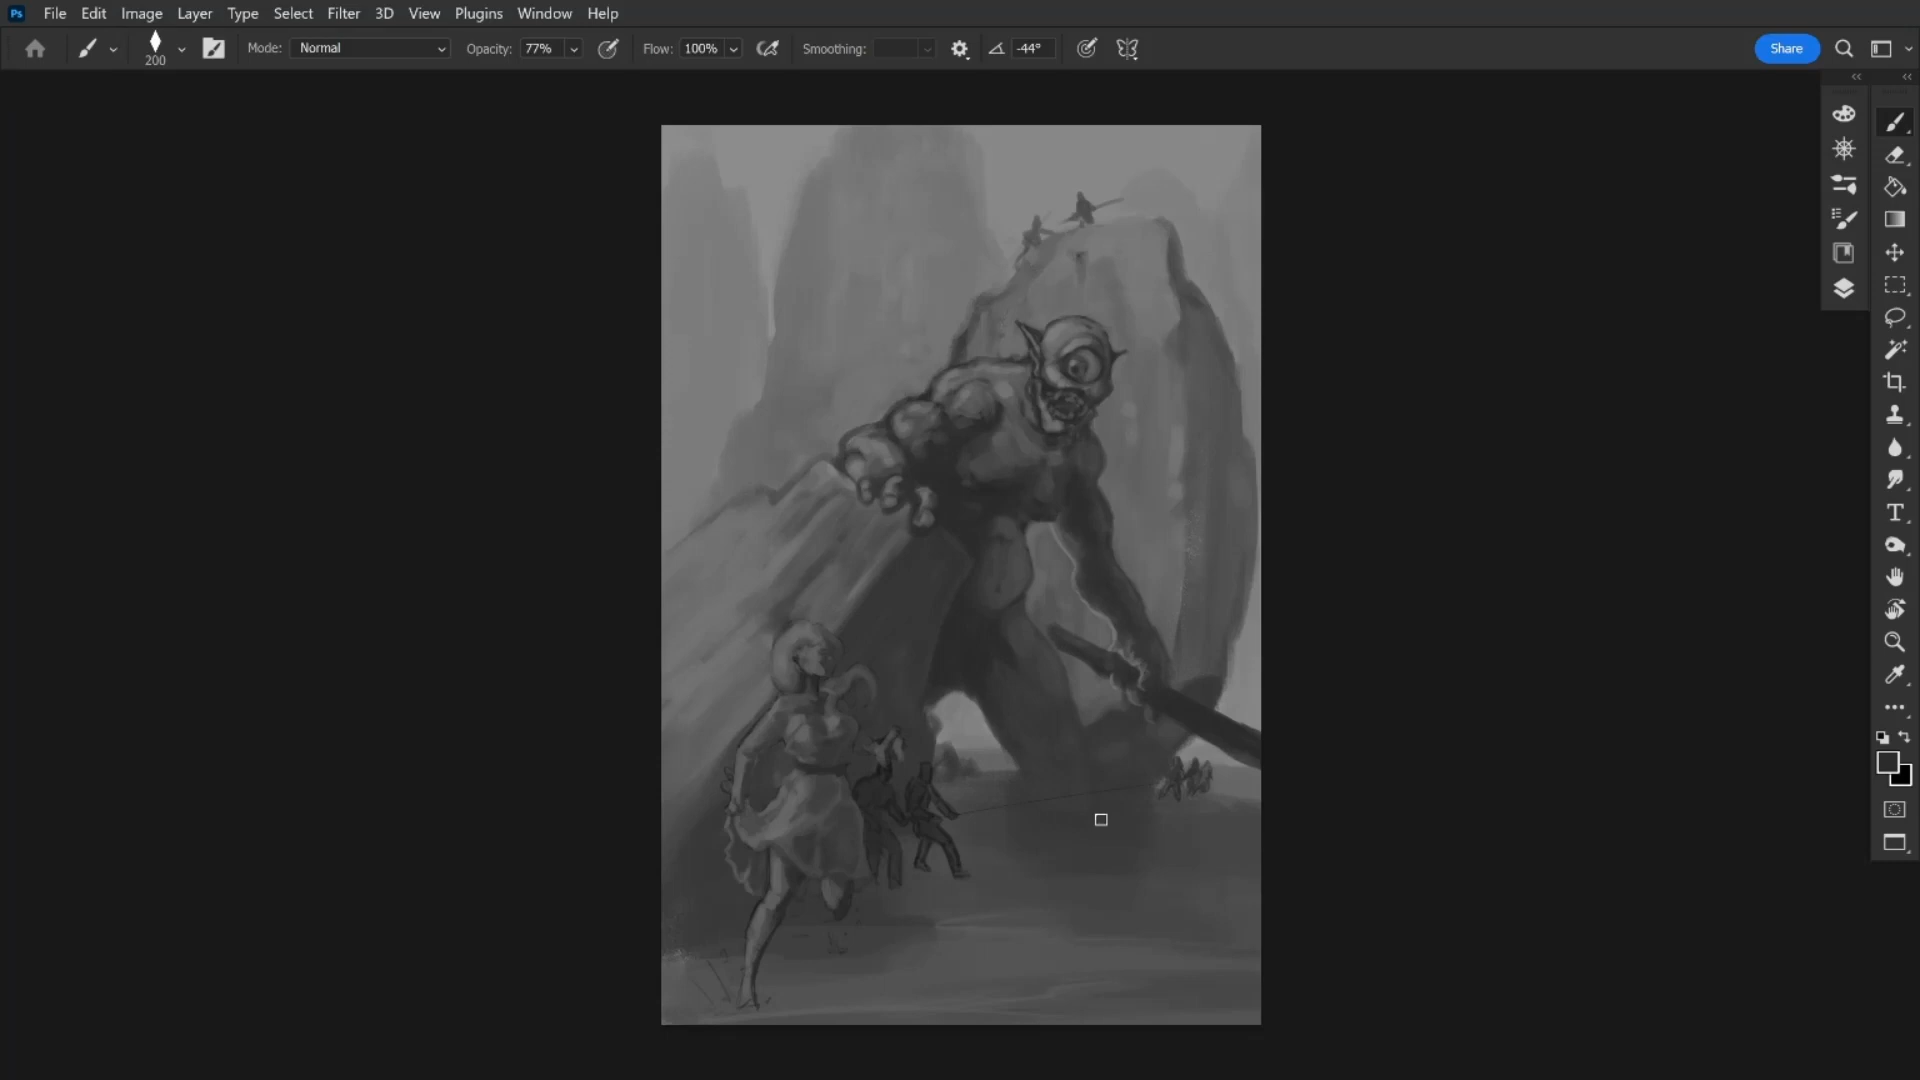 Ps File Edit Image Layer Type Select Filter 3D View Plugins Window Help
200 Mode: Normal Opacity: 77% Flow: 100% Smoothing: -44° Share
T